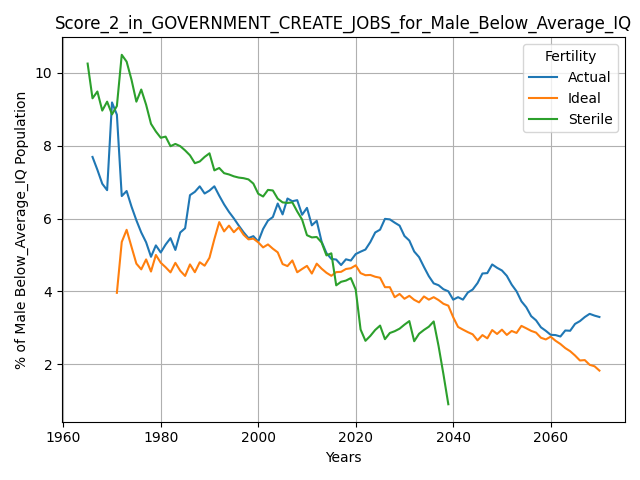 Score_2_in_GOVERNMENT_CREATE_JOBS_for_Male_Below_Average_IQ
Fertility
Actual
Ideal
Sterile
% of Male Below_Average_IQ Population
10
8
6
4
2
1960 1980 2000 2020 2040 2060
Years